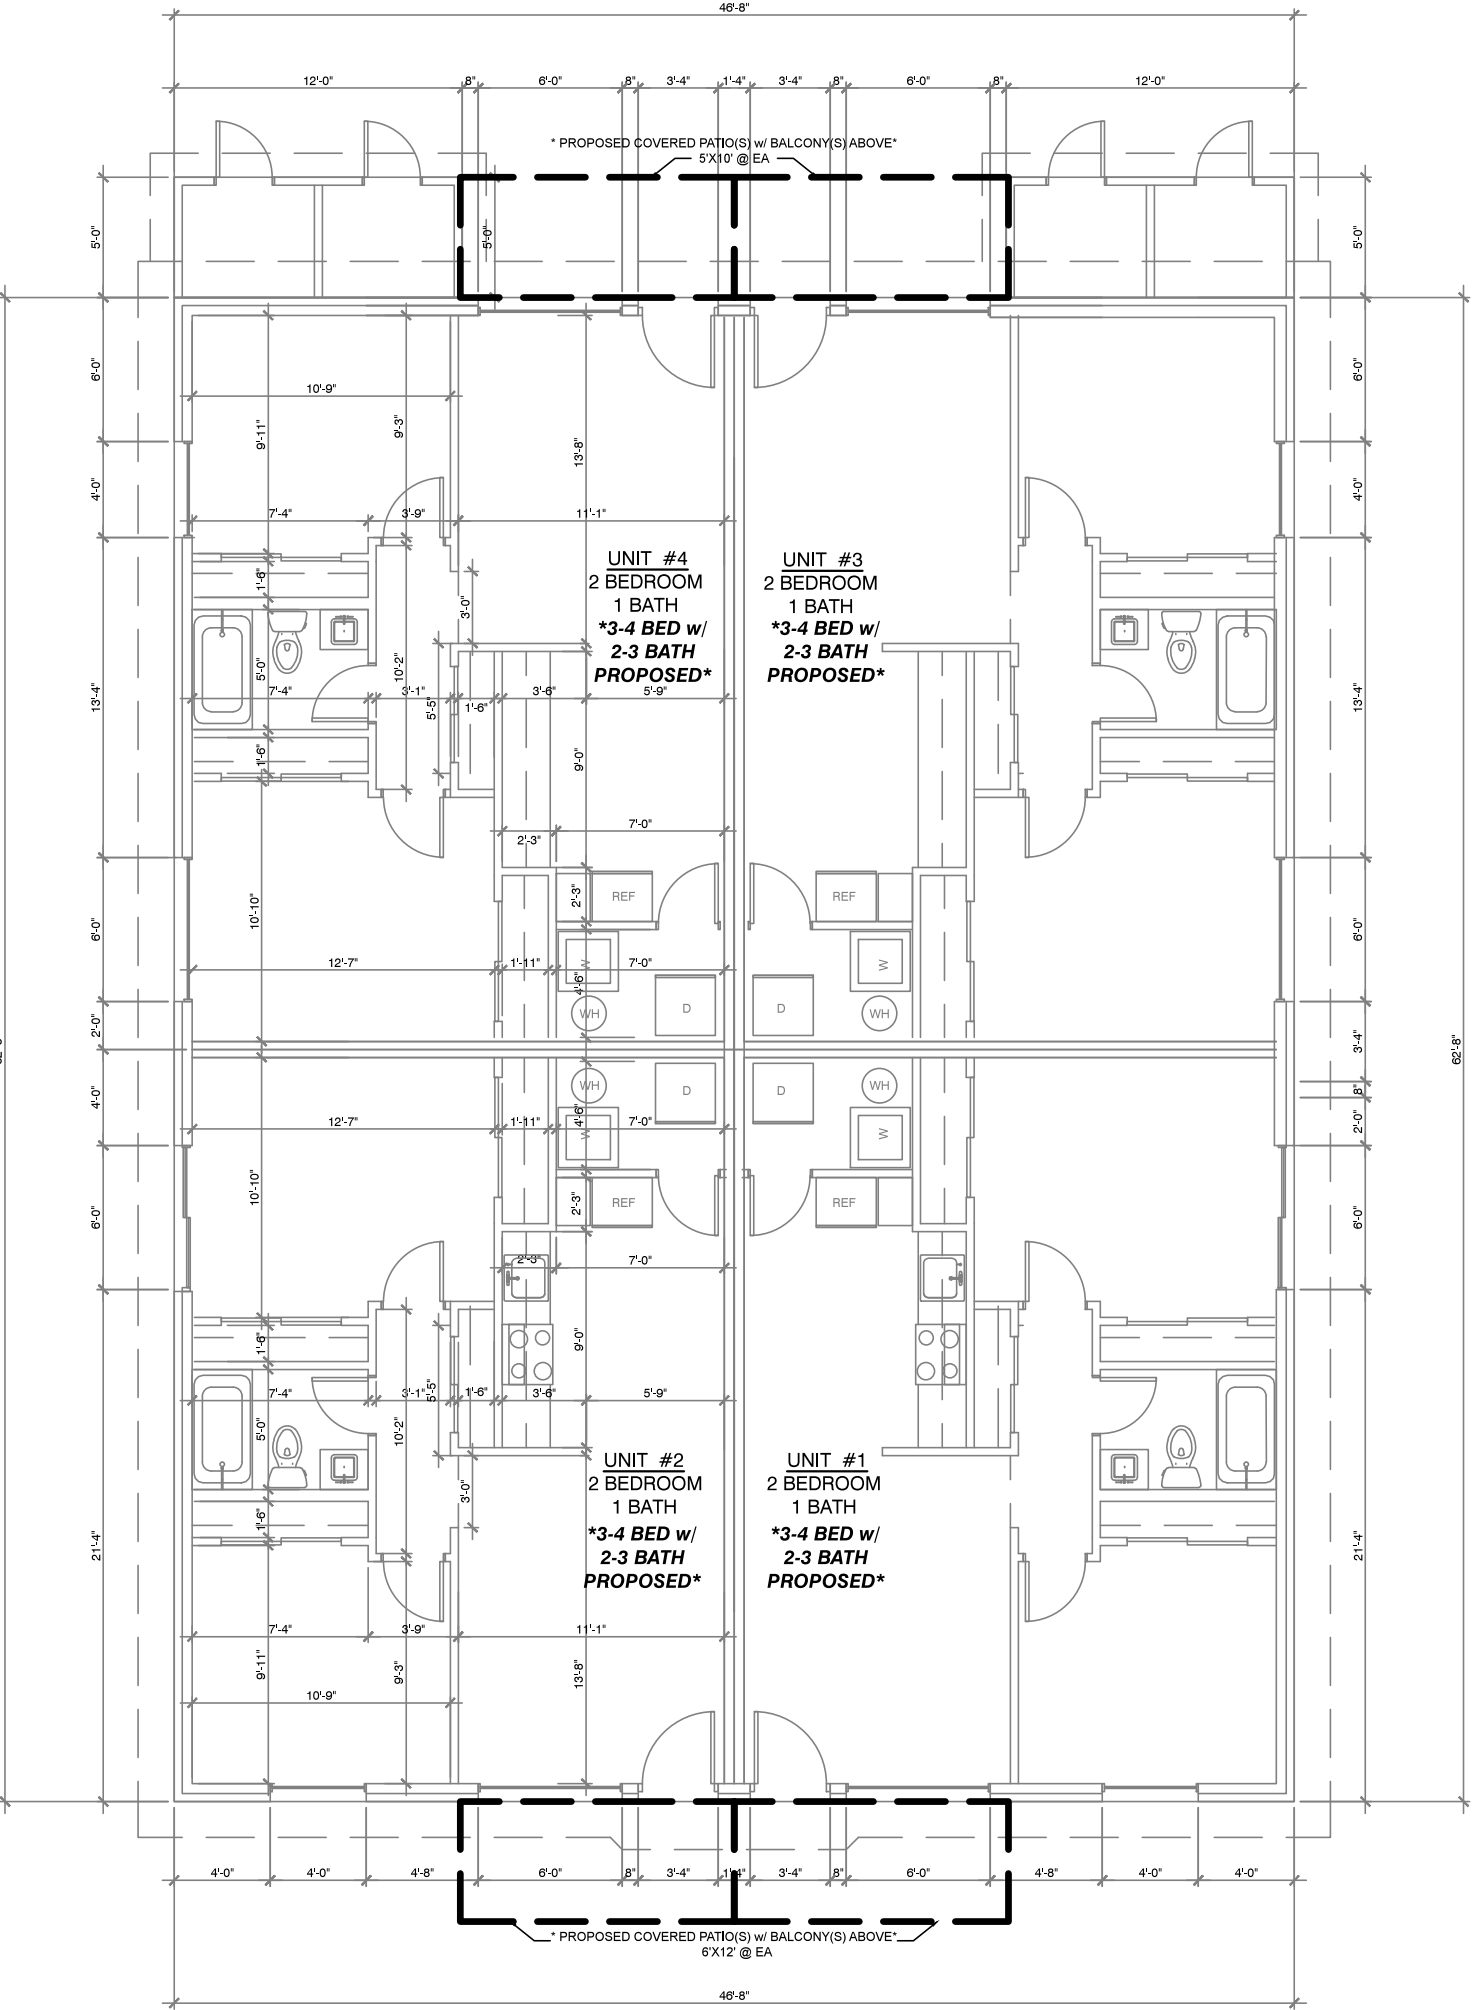 46'-8"
12'-0" 8" 6'-0" 8" 3'-4" 1'-4" 3'-4" 8" 6'-0" 8" 12'-0"
* PROPOSED COVERED PATIO(S) w/ BALCONY(S) ABOVE*
5'X10' @ EA
5'-0" 5'-0" 5'-0"
6'-0" 6'-0"
10'-9"
9'-11" 9'-3" 13'-8"
4'-0" 4'-0"
7'-4" 3'-9" 11'-1"
UNIT #4
2 BEDROOM
1 BATH
*3-4 BED w/
2-3 BATH
PROPOSED*
UNIT #3
2 BEDROOM
1 BATH
*3-4 BED w/
2-3 BATH
PROPOSED*
1'-6" 3'-0"
5'-0" 10'-2"
13'-4" 13'-4"
7'-4" 3'-1" 5'-5" 1'-6" 3'-6" 5'-9"
1'-6" 9'-0"
7'-0"
2'-3"
2'-3" REF REF
10'-10"
6'-0" 6'-0"
12'-7" 1'-11" W 7'-0" W
4'-6"
WH D D WH
2'-0" 3'-4"
62'-8"
WH D D WH
4'-0" 8"
2'-0"
12'-7" 1'-11" 4'-6" W 7'-0" W
10'-10"
2'-3" REF REF
6'-0" 6'-0"
2'-3" 7'-0"
1'-6" 9'-0"
7'-4" 3'-1" 5'-5" 1'-6" 3'-6" 5'-9"
5'-0" 10'-2"
UNIT #2
2 BEDROOM
1 BATH
*3-4 BED w/
2-3 BATH
PROPOSED*
UNIT #1
2 BEDROOM
1 BATH
*3-4 BED w/
2-3 BATH
PROPOSED*
1'-6" 3'-0"
21'-4" 21'-4"
7'-4" 3'-9" 11'-1"
9'-11" 9'-3" 13'-8"
10'-9"
4'-0" 4'-0" 4'-8" 6'-0" 8" 3'-4" 1'-4" 3'-4" 8" 6'-0" 4'-8" 4'-0" 4'-0"
* PROPOSED COVERED PATIO(S) w/ BALCONY(S) ABOVE*
6'X12' @ EA
46'-8"